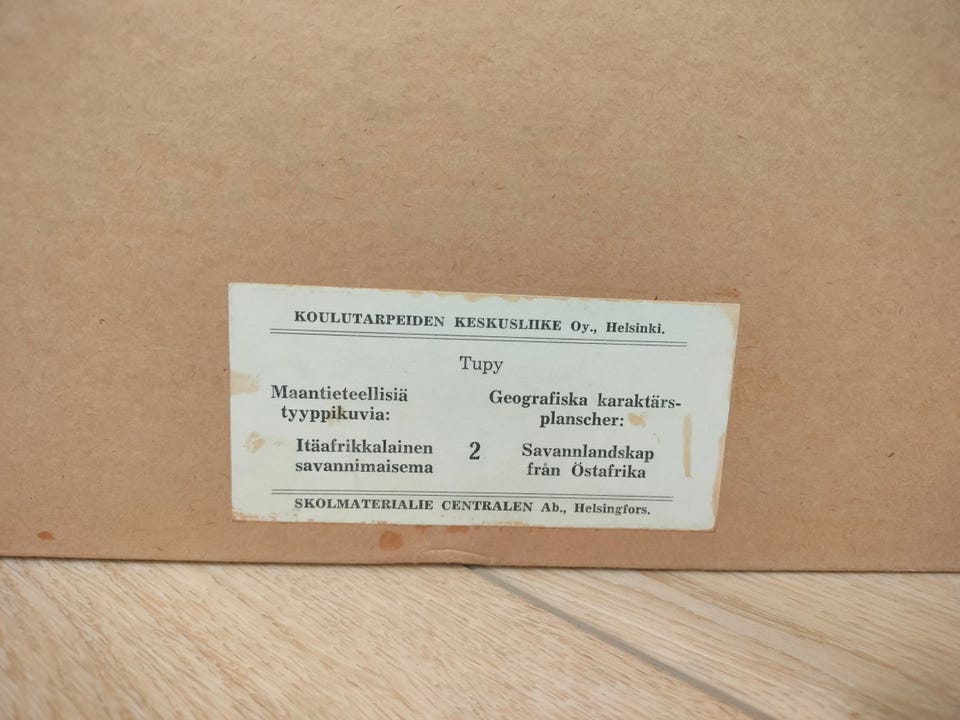 KOULUTARPEIDEN KESKUSLIIKE Oy., Helsinki.
Tupy
Maantieteellisiä
tyyppikuvia:
Itäafrikkalainen
savannimaisema
2
Geografiska karaktärs-
planscher:
Savannlandskap
från Östafrika
SKOLMATERIALIE CENTRALEN Ab., Helsingfors.